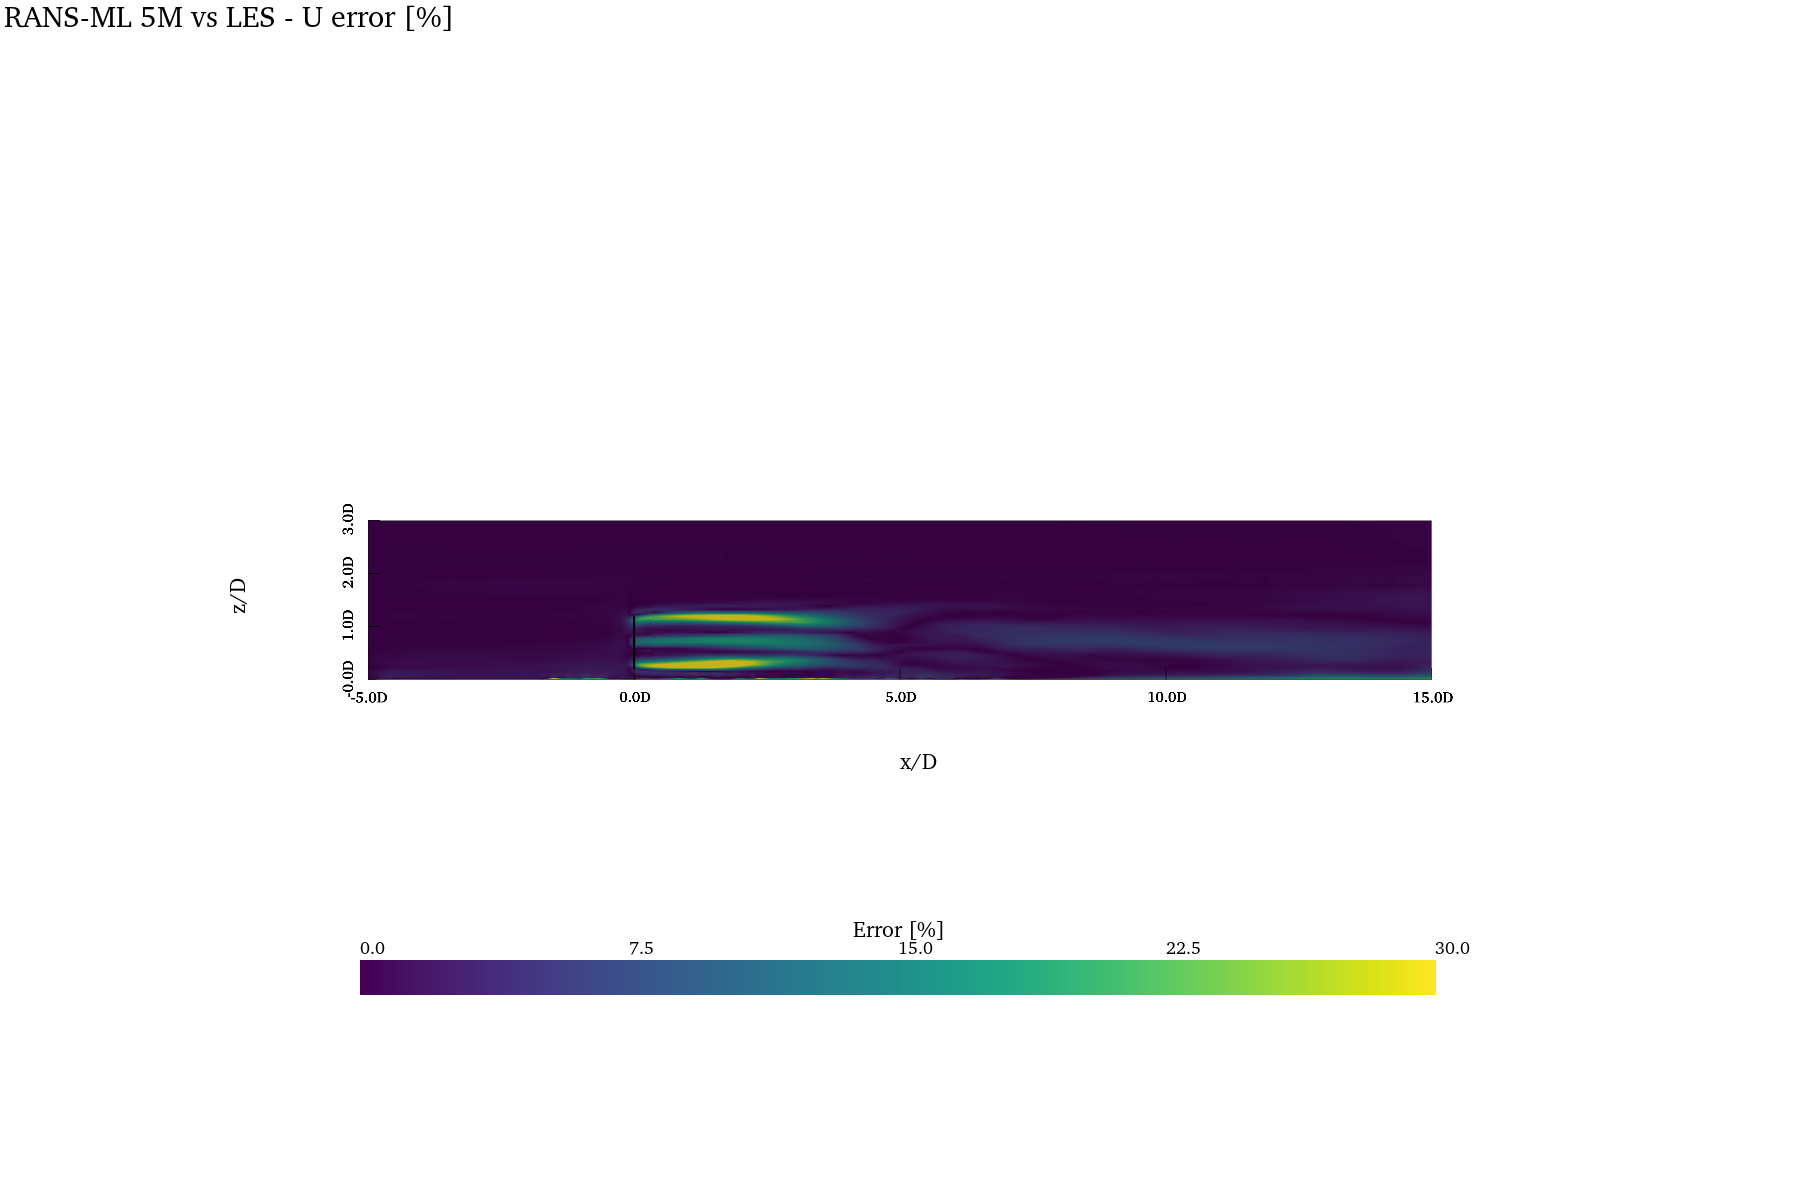 RANS-ML 5M vs LES - U error [%]
z/D
3.0D
2.0D
1.0D
-0.0D
-5.0D 0.0D 5.0D 10.0D 15.0D
x/D
Error [%]
0.0 7.5 15.0 22.5 30.0